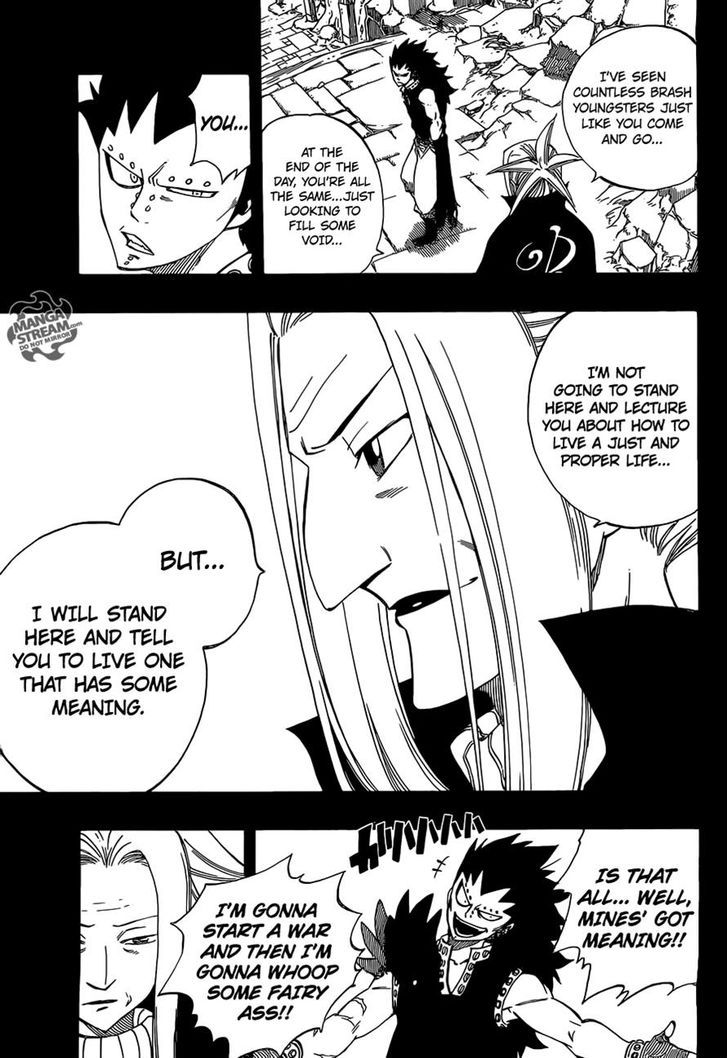 I'VE SEEN
COUNTLESS BRASH
YOUNGSTERS JUST
LIKE YOU COME
AND GO...
AT THE
END OF THE
DAY, YOU'RE ALL
THE SAME...JUST
LOOKING TO
FILL SOME
VOID...
YOU...
MANGA
STREAM.com
DO NOT MIRROR
I'M NOT
GOING TO STAND
HERE AND LECTURE
YOU ABOUT HOW TO
LIVE A JUST AND
PROPER LIFE...
BUT...
I WILL STAND
HERE AND TELL
YOU TO LIVE ONE
THAT HAS SOME
MEANING.
IS THAT
ALL... WELL,
MINES' GOT
MEANING!!
I'M GONNA
START A WAR
AND THEN I'M
GONNA WHOOP
SOME FAIRY
ASS!!